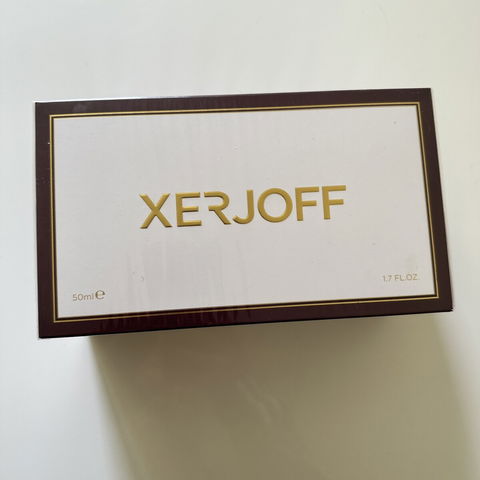 XERJOFF
50ml ℮
1.7 FL.OZ.